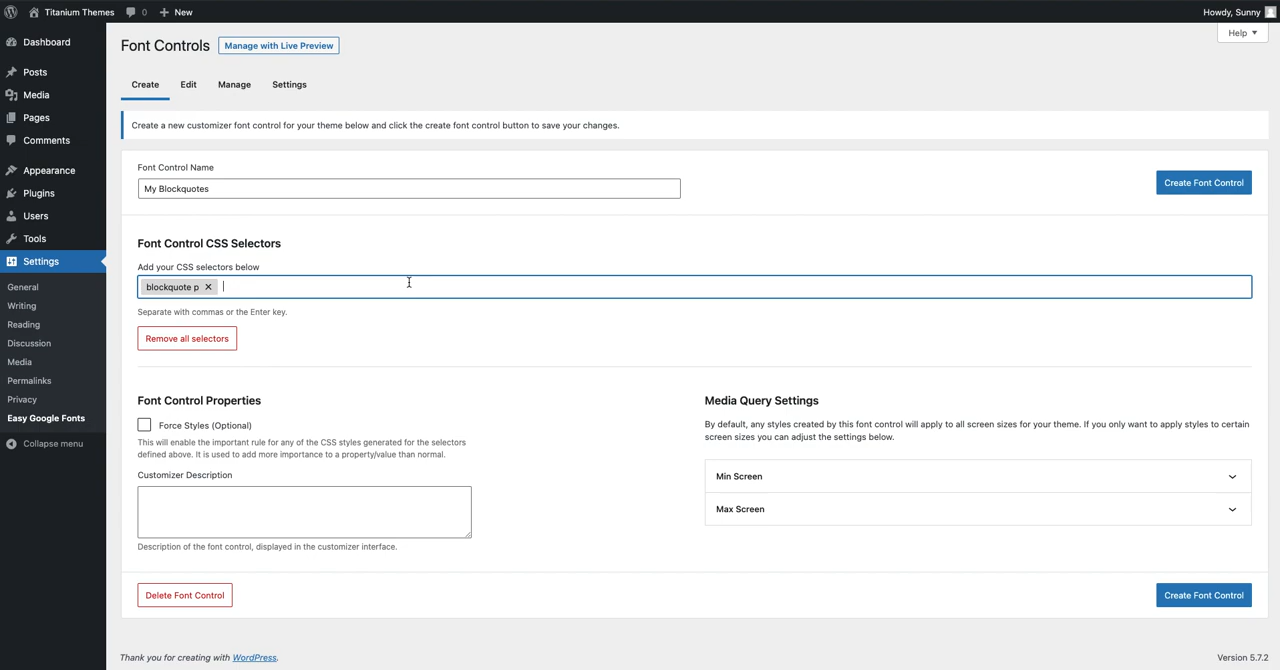 Titanium Themes
0
New
Howdy, Sunny
Dashboard
Posts
Media
Pages
Comments
Appearance
Plugins
Users
Tools
Settings
General
Writing
Reading
Discussion
Media
Permalinks
Privacy
Easy Google Fonts
Collapse menu
Font Controls
Manage with Live Preview
Help
Create
Edit
Manage
Settings
Create a new customizer font control for your theme below and click the create font control button to save your changes.
Font Control Name
My Blockquotes
Create Font Control
Font Control CSS Selectors
Add your CSS selectors below
blockquote p
Separate with commas or the Enter key.
Remove all selectors
Font Control Properties
Force Styles (Optional)
This will enable the important rule for any of the CSS styles generated for the selectors
defined above. It is used to add more importance to a property/value than normal.
Customizer Description
Description of the font control, displayed in the customizer interface.
Media Query Settings
By default, any styles created by this font control will apply to all screen sizes for your theme. If you only want to apply styles to certain
screen sizes you can adjust the settings below.
Min Screen
Max Screen
Delete Font Control
Create Font Control
Thank you for creating with WordPress.
Version 5.7.2